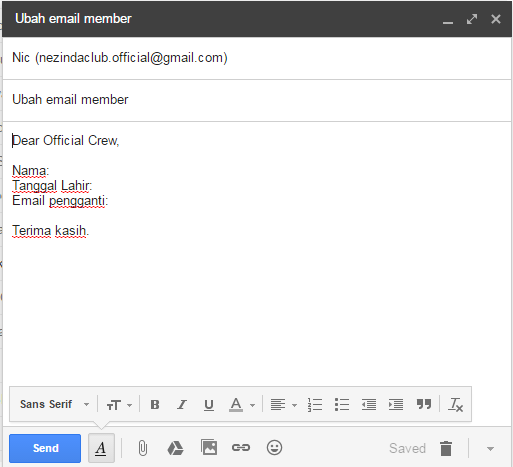 Ubah email member
Nic (nezindaclub.official@gmail.com)
Ubah email member
Dear Official Crew,
Nama:
Tanggal Lahir:
Email pengganti:
Terima kasih.
Sans Serif
Send
Saved